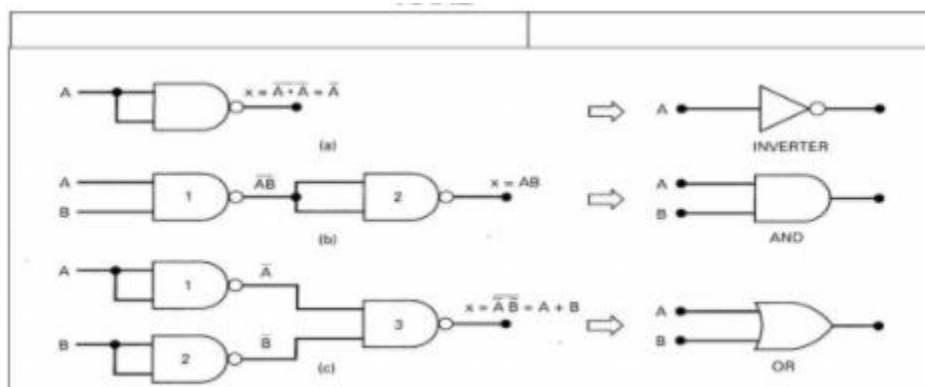 A x = A̅ ̅•̅ ̅A̅ = A̅ A
(a) INVERTER
A 1 A̅B̅ 2 x = AB A
B B
(b) AND
A 1 A̅
3 x = A̅̅ ̅B̅̅ = A + B A
B 2 B̅ B
(c) OR